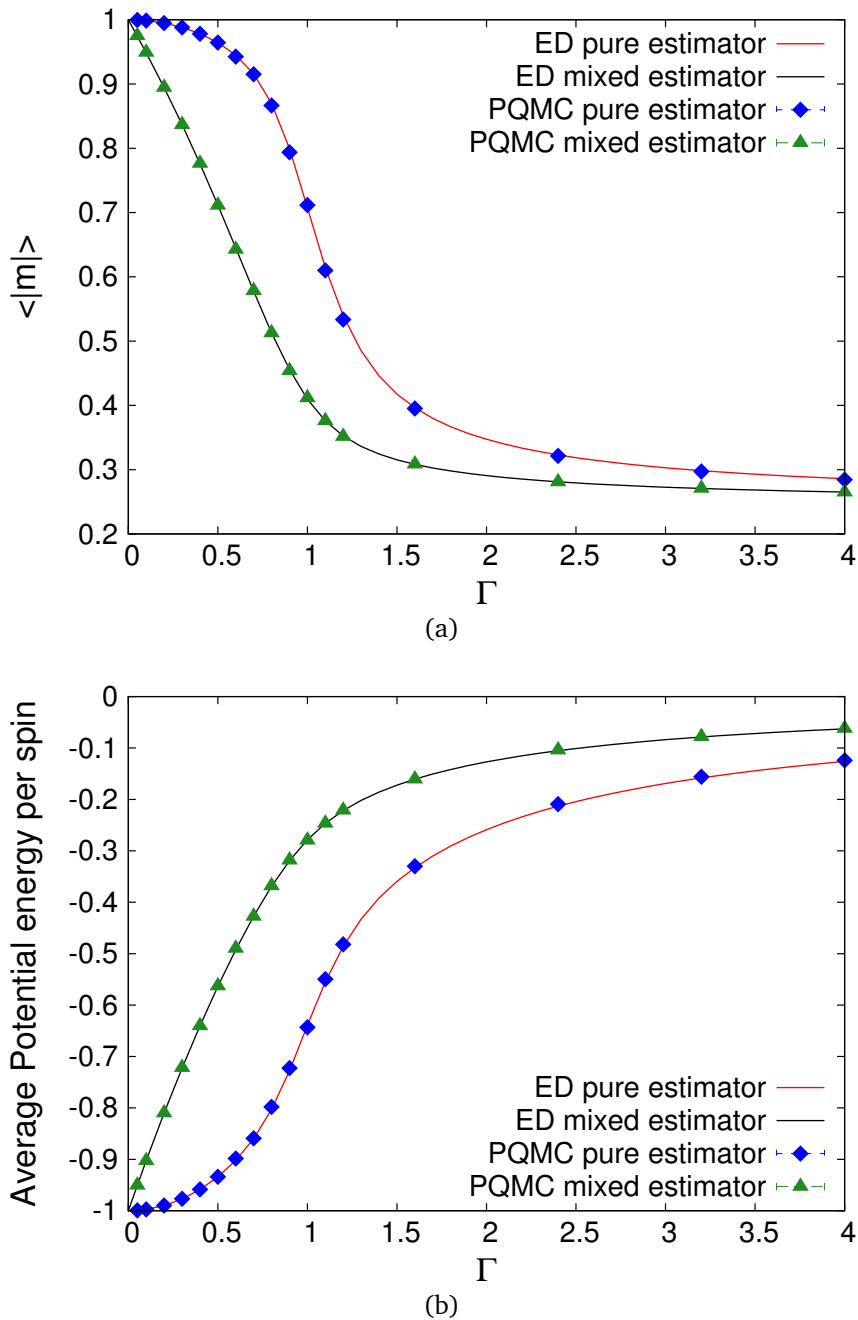 1
0.9
0.8
0.7
0.6
0.5
0.4
0.3
0.2
<|m|>
ED pure estimator
ED mixed estimator
PQMC pure estimator
PQMC mixed estimator
0 0.5 1 1.5 2 2.5 3 3.5 4
Γ
(a)
0
-0.1
-0.2
-0.3
-0.4
-0.5
-0.6
-0.7
-0.8
-0.9
-1
Average Potential energy per spin
ED pure estimator
ED mixed estimator
PQMC pure estimator
PQMC mixed estimator
0 0.5 1 1.5 2 2.5 3 3.5 4
Γ
(b)